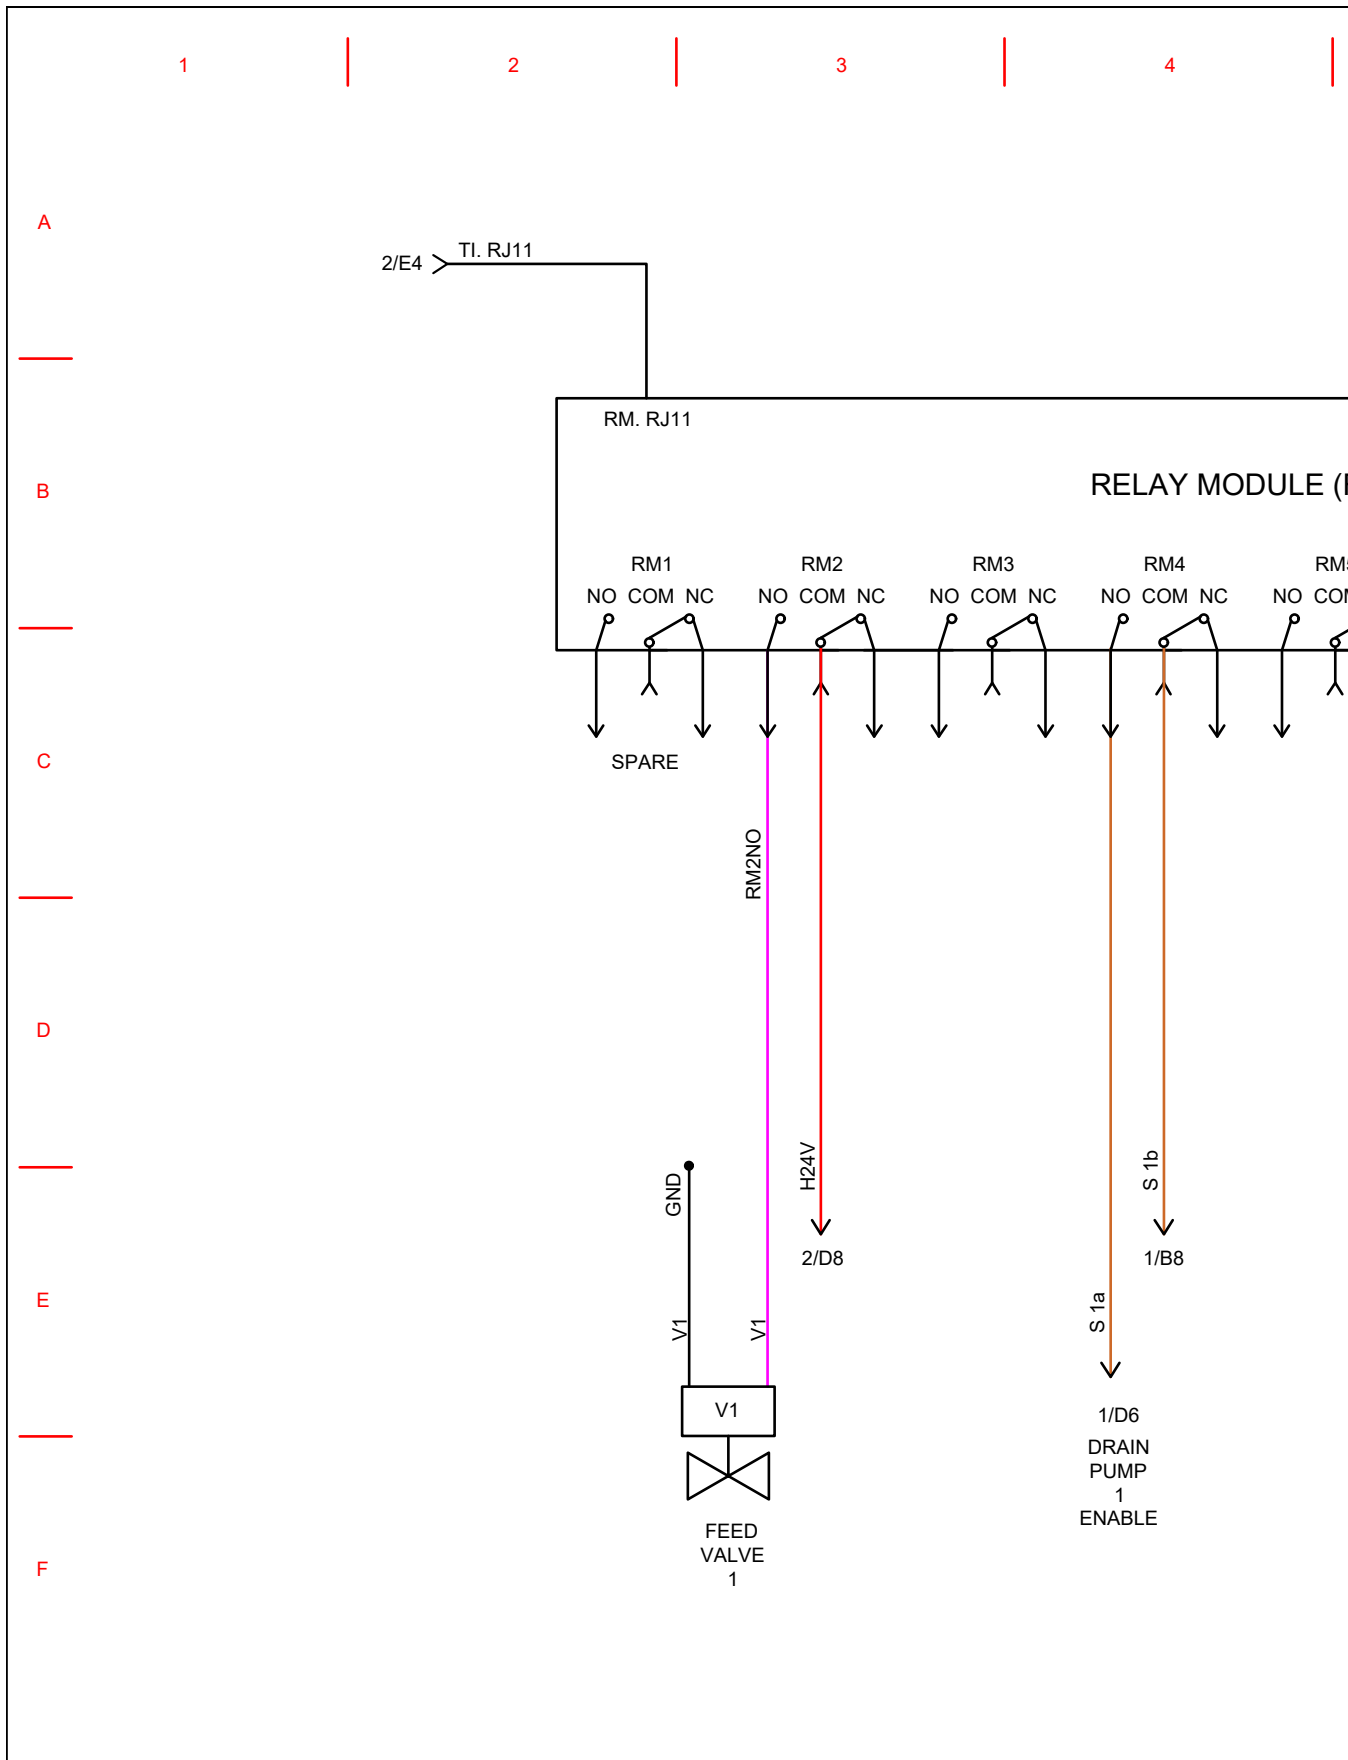 1 2 3 4
A
TI. RJ11
2/E4
RM. RJ11
B
RELAY MODULE (
RM1 RM2 RM3 RM4
NO COM NC NO COM NC NO COM NC NO COM NC NO
C
SPARE
RM2NO
D
H24V
S 1b
GND
2/D8
1/B8
E
S 1a
V1
V1
V1
1/D6
DRAIN
PUMP
1
ENABLE
FEED
VALVE
1
F